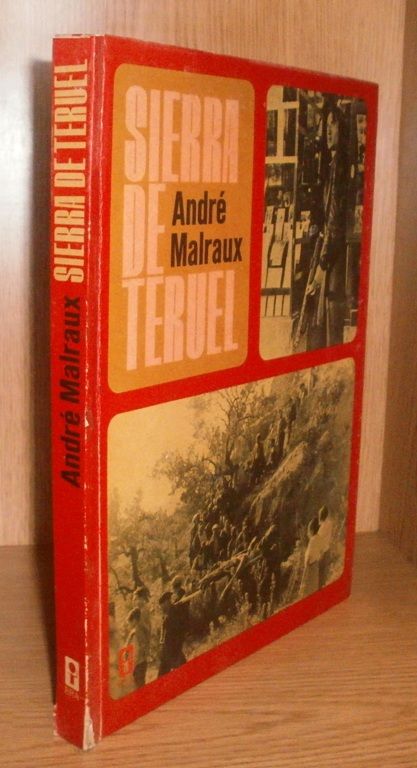 SIERRA
DE
TERUEL
André
Malraux
André Malraux SIERRA DE TERUEL